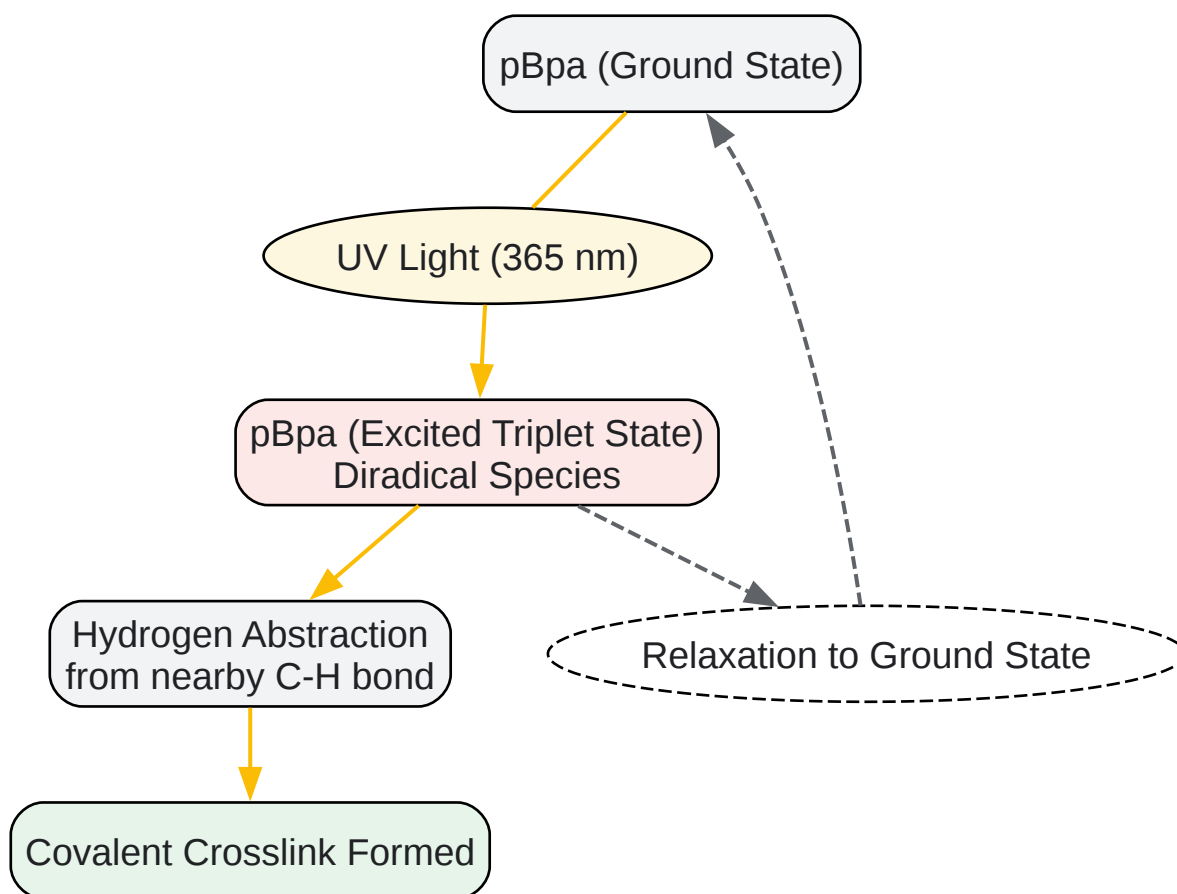 pBpa (Ground State)
UV Light (365 nm)
pBpa (Excited Triplet State)
Diradical Species
Hydrogen Abstraction
from nearby C-H bond
Relaxation to Ground State
Covalent Crosslink Formed